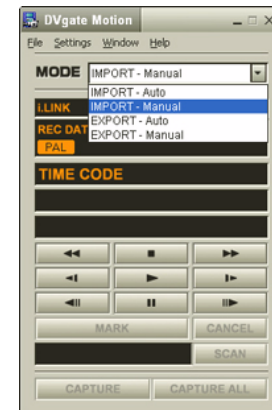 DVgate Motion
File Settings Window Help
MODE IMPORT - Manual
IMPORT - Auto
i.LINK IMPORT - Manual
EXPORT - Auto
REC DAT EXPORT - Manual
PAL
TIME CODE
MARK CANCEL
SCAN
CAPTURE CAPTURE ALL